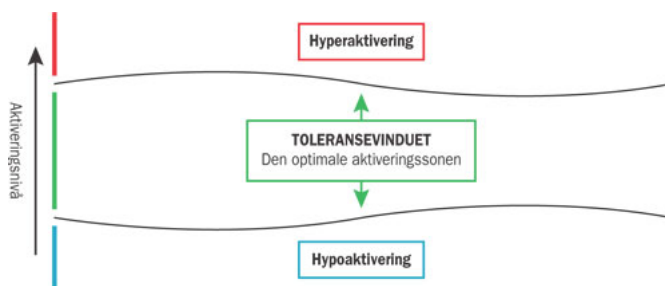 Hyperaktivering
Aktiveringsnivå
TOLERANSEVINDUET
Den optimale aktiveringssonen
Hypoaktivering